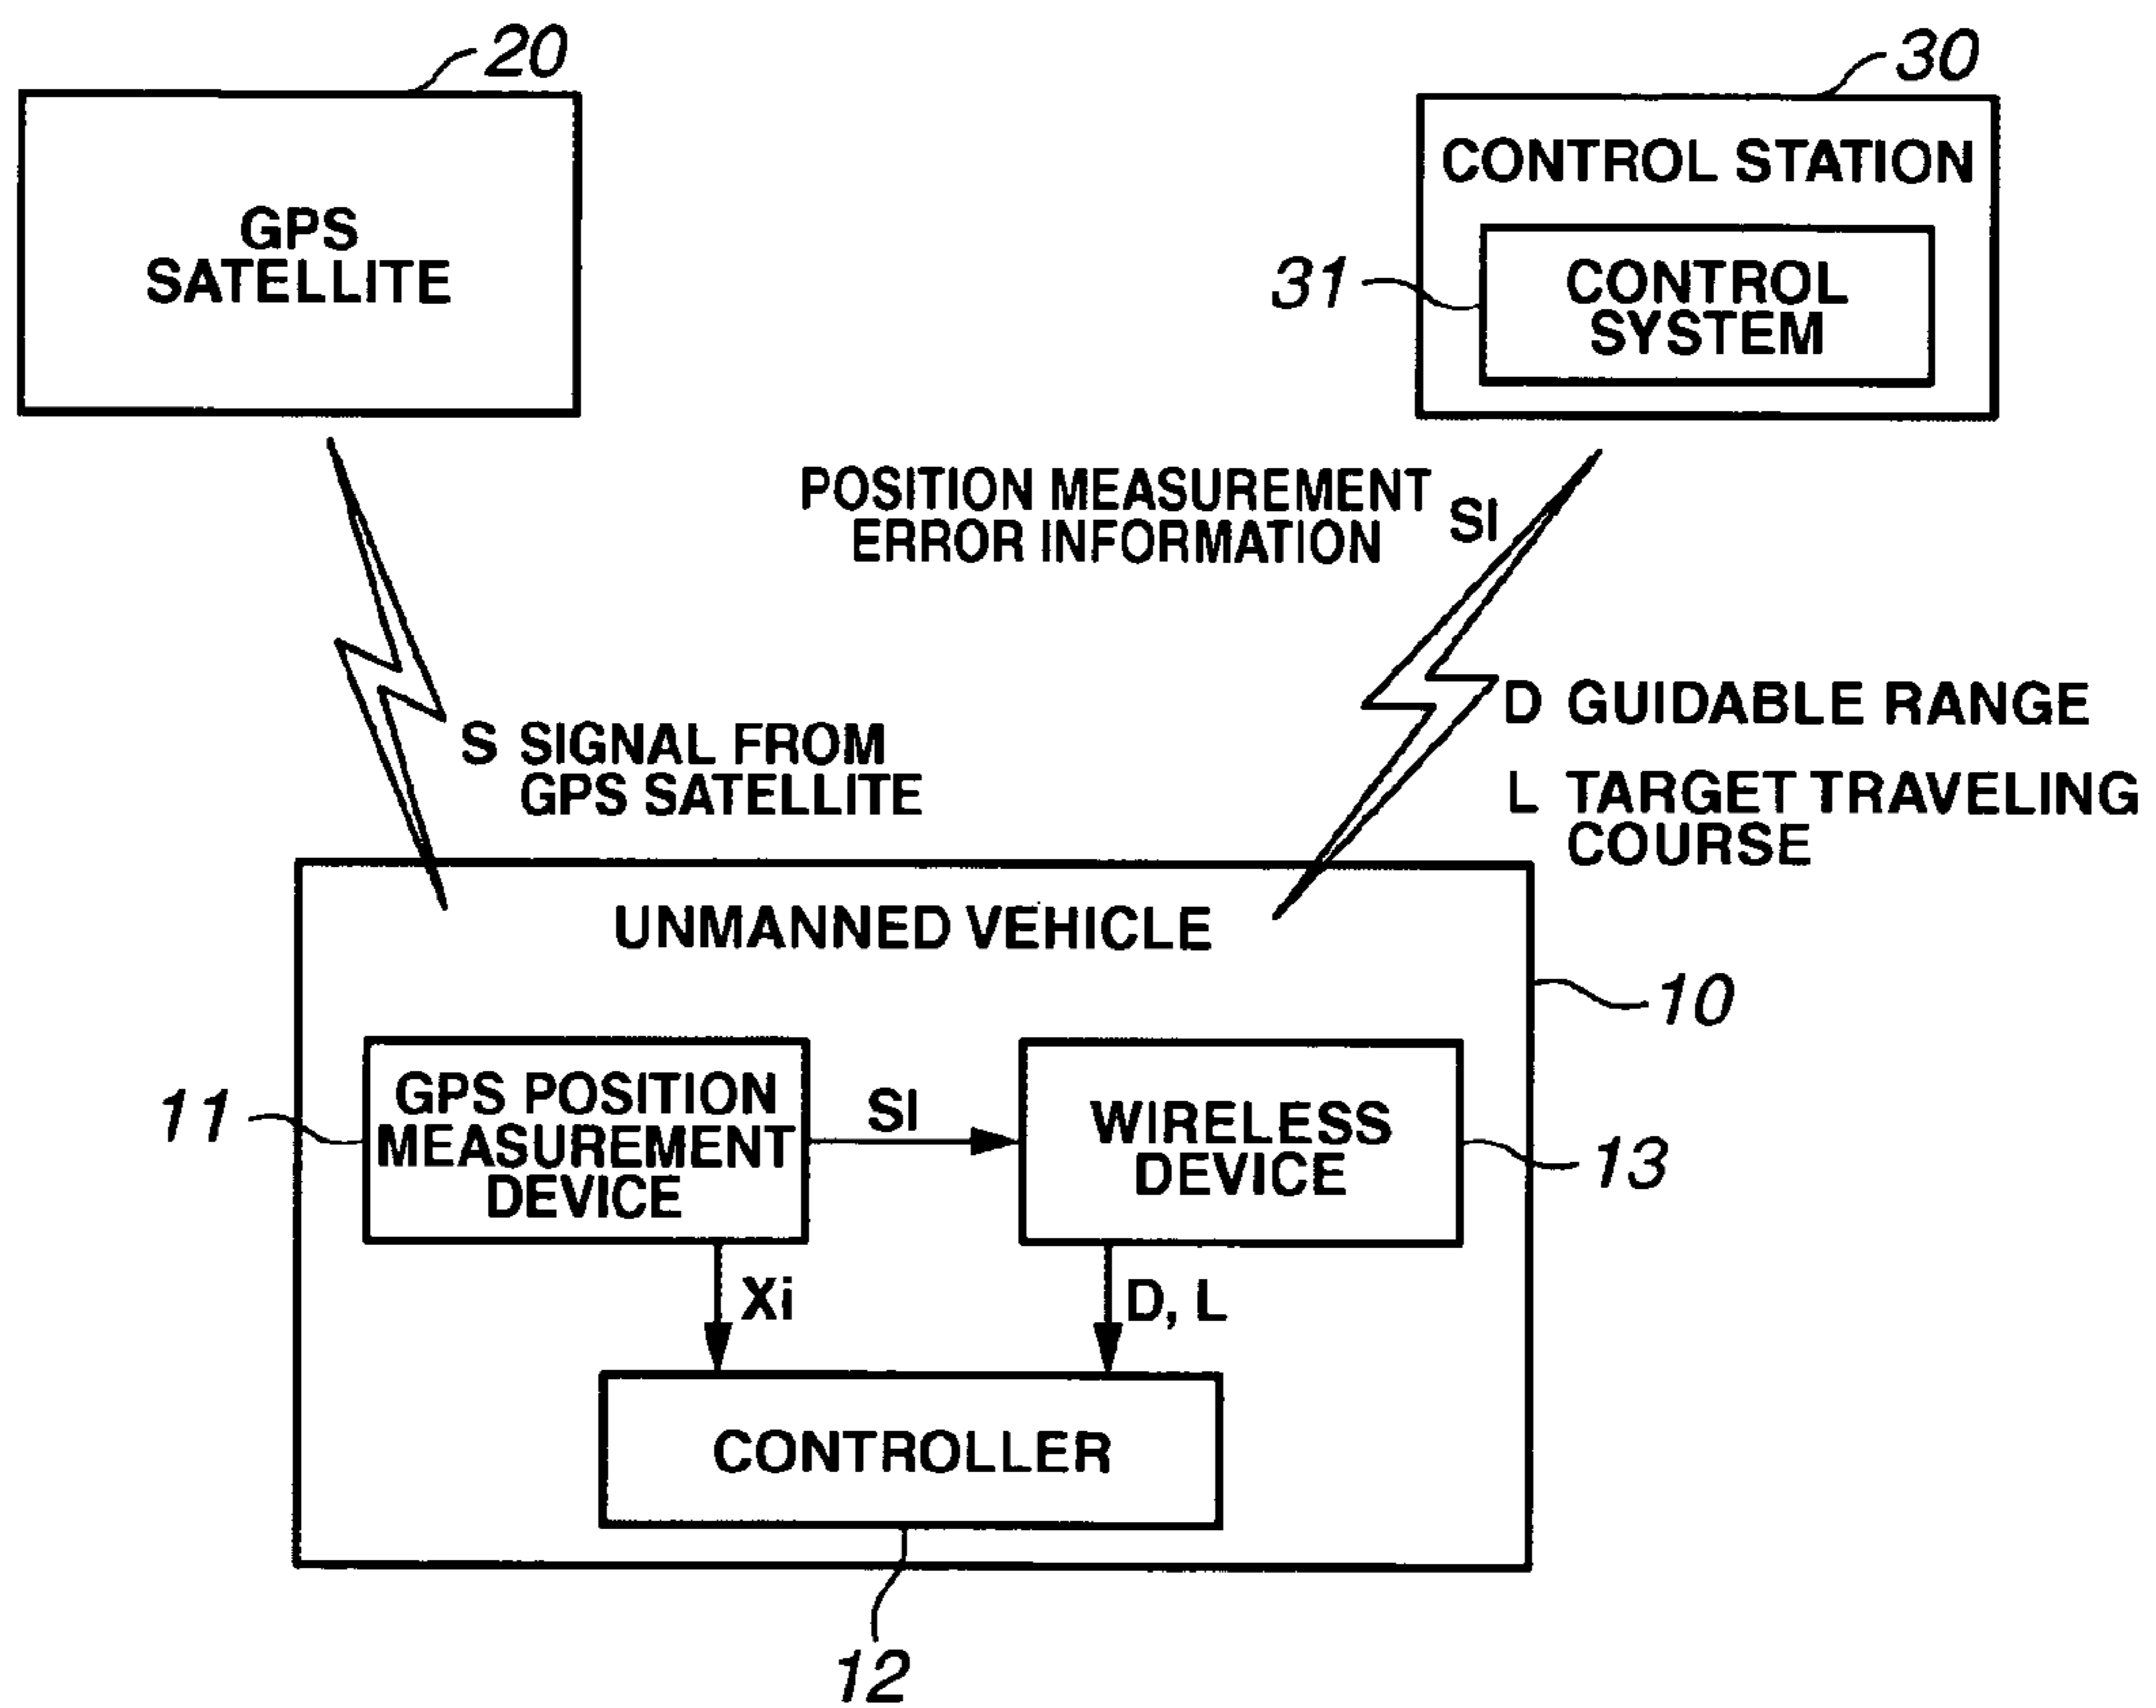 20
GPS
SATELLITE
30
CONTROL STATION
31
CONTROL
SYSTEM
POSITION MEASUREMENT
ERROR INFORMATION
SI
S SIGNAL FROM
GPS SATELLITE
D GUIDABLE RANGE
L TARGET TRAVELING
COURSE
UNMANNED VEHICLE
10
11
GPS POSITION
MEASUREMENT
DEVICE
SI
WIRELESS
DEVICE
13
Xi
D, L
CONTROLLER
12